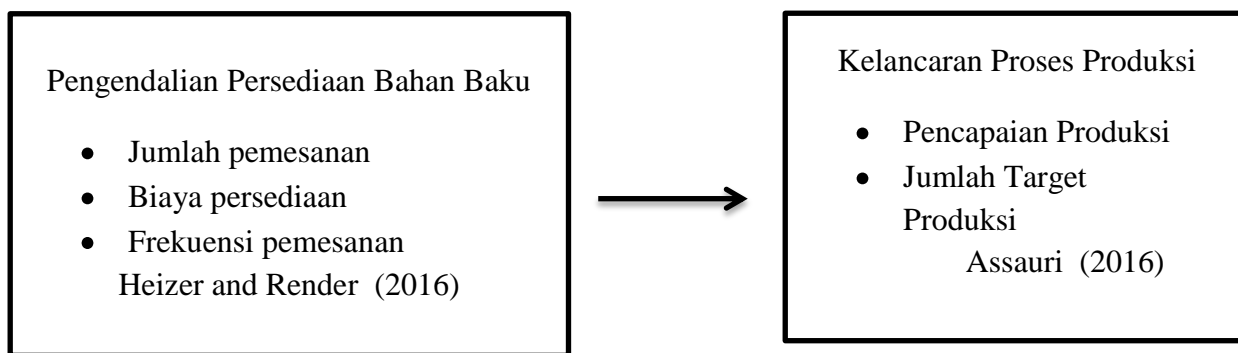 Pengendalian Persediaan Bahan Baku
• Jumlah pemesanan
• Biaya persediaan
• Frekuensi pemesanan
Heizer and Render (2016)
Kelancaran Proses Produksi
• Pencapaian Produksi
• Jumlah Target
Produksi
Assauri (2016)